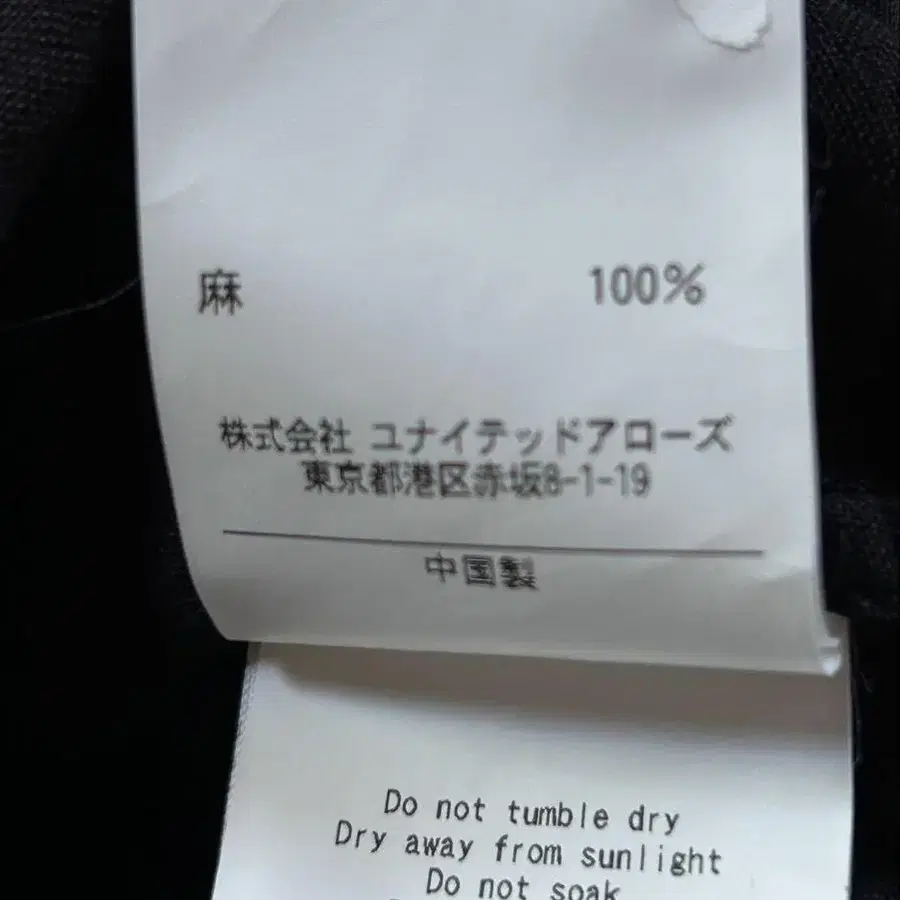 麻 100%
株式会社 ユナイテッドアローズ
東京都港区赤坂8-1-19
中国製
Do not tumble dry
Dry away from sunlight
Do not soak